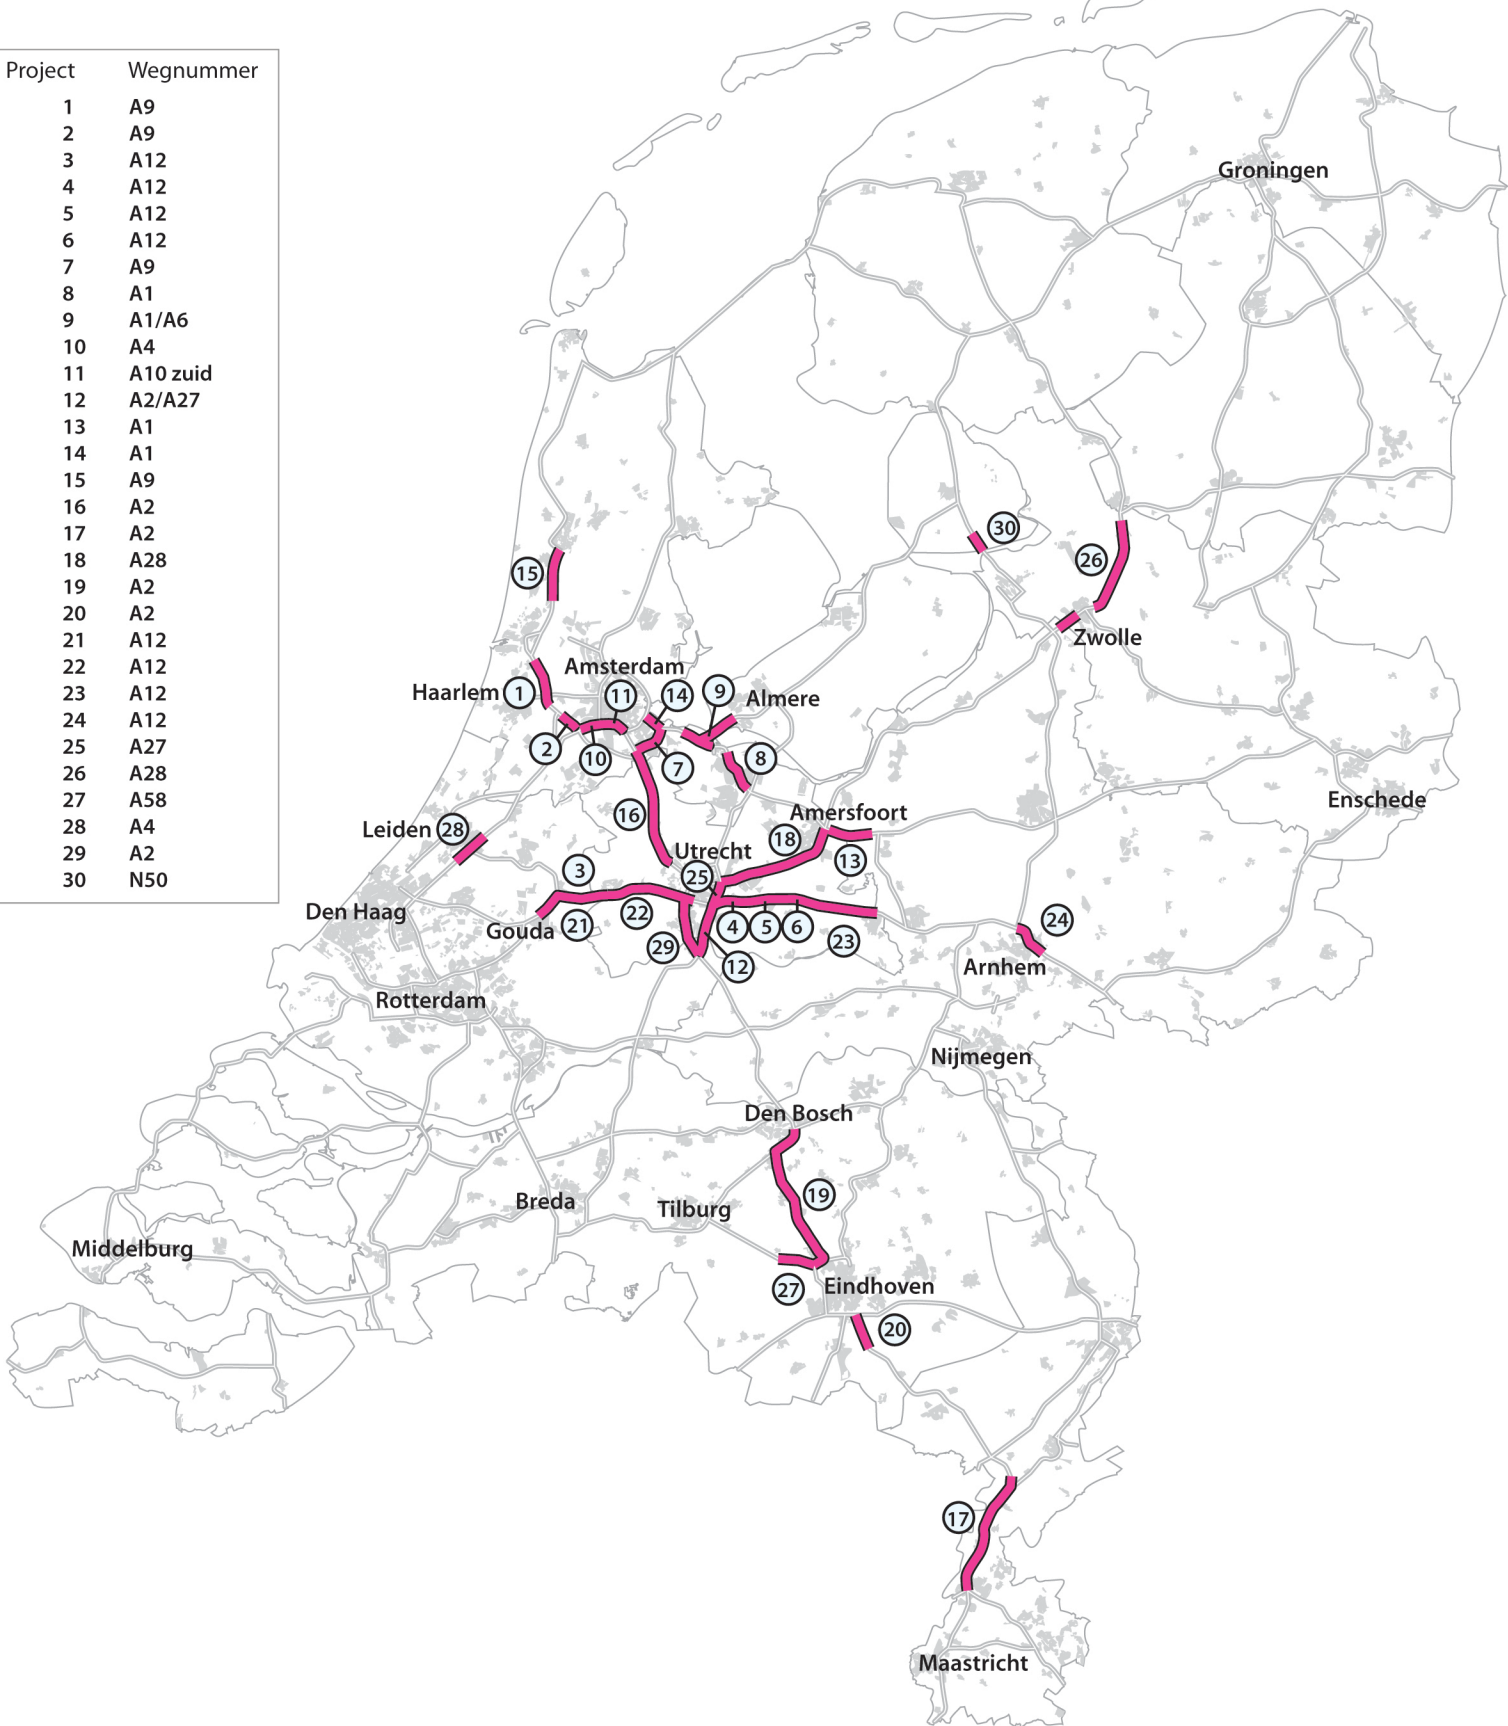 Project Wegnummer
1 A9
2 A9
3 A12
4 A12
5 A12
6 A12
7 A9
8 A1
9 A1/A6
10 A4
11 A10 zuid
12 A2/A27
13 A1
14 A1
15 A9
16 A2
17 A2
18 A28
19 A2
20 A2
21 A12
22 A12
23 A12
24 A12
25 A27
26 A28
27 A58
28 A4
29 A2
30 N50
Groningen
30
26
15
Zwolle
Amsterdam
Haarlem 1
11
14
9
Almere
2
10
7
8
Enschede
Amersfoort
16
Leiden 28
18
Utrecht
13
3
25
Den Haag
22
24
Gouda
21
4
5
6
23
29
12
Arnhem
Rotterdam
Nijmegen
Den Bosch
19
Breda
Tilburg
Middelburg
27
Eindhoven
20
17
Maastricht